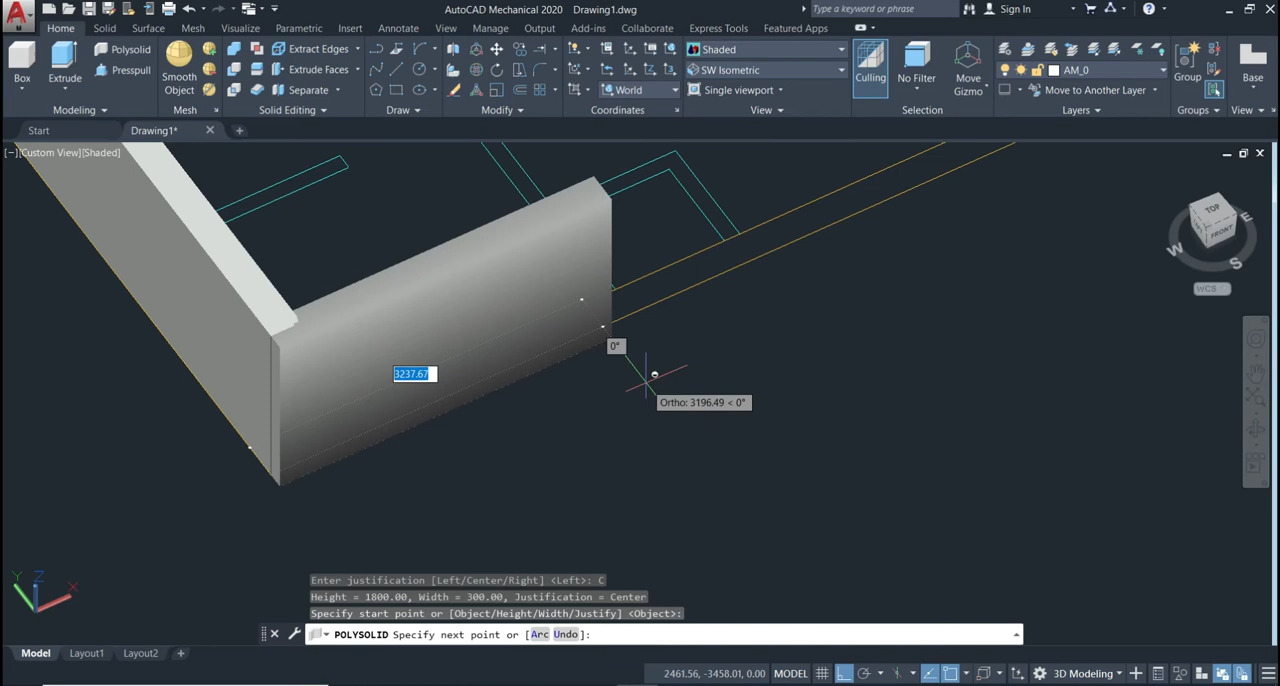 AutoCAD Mechanical 2020 Drawing1.dwg
Type a keyword or phrase
Sign In
Home Solid Surface Mesh Visualize Parametric Insert Annotate View Manage Output Add-ins Collaborate Express Tools Featured Apps
Box
Extrude
Polysolid
Presspull
Smooth
Object
Extract Edges
Extrude Faces
Separate
World
Shaded
SW Isometric
Single viewport
Culling
No Filter
Move
Gizmo
AM_0
Move to Another Layer
Group
Base
Modeling
Mesh
Solid Editing
Draw
Modify
Coordinates
View
Selection
Layers
Groups
View
Start
Drawing1*
[−][Custom View][Shaded]
TOP
FRONT
W
E
S
WCS
0°
3237.67
Ortho: 3196.49 < 0°
Y
Z
X
Enter justification [Left/Center/Right] <Left>: C
Height = 1800.00, Width = 300.00, Justification = Center
Specify start point or [Object/Height/Width/Justify] <Object>:
POLYSOLID Specify next point or [Arc Undo]:
Model Layout1 Layout2
2461.56, -3458.01, 0.00 MODEL
3D Modeling